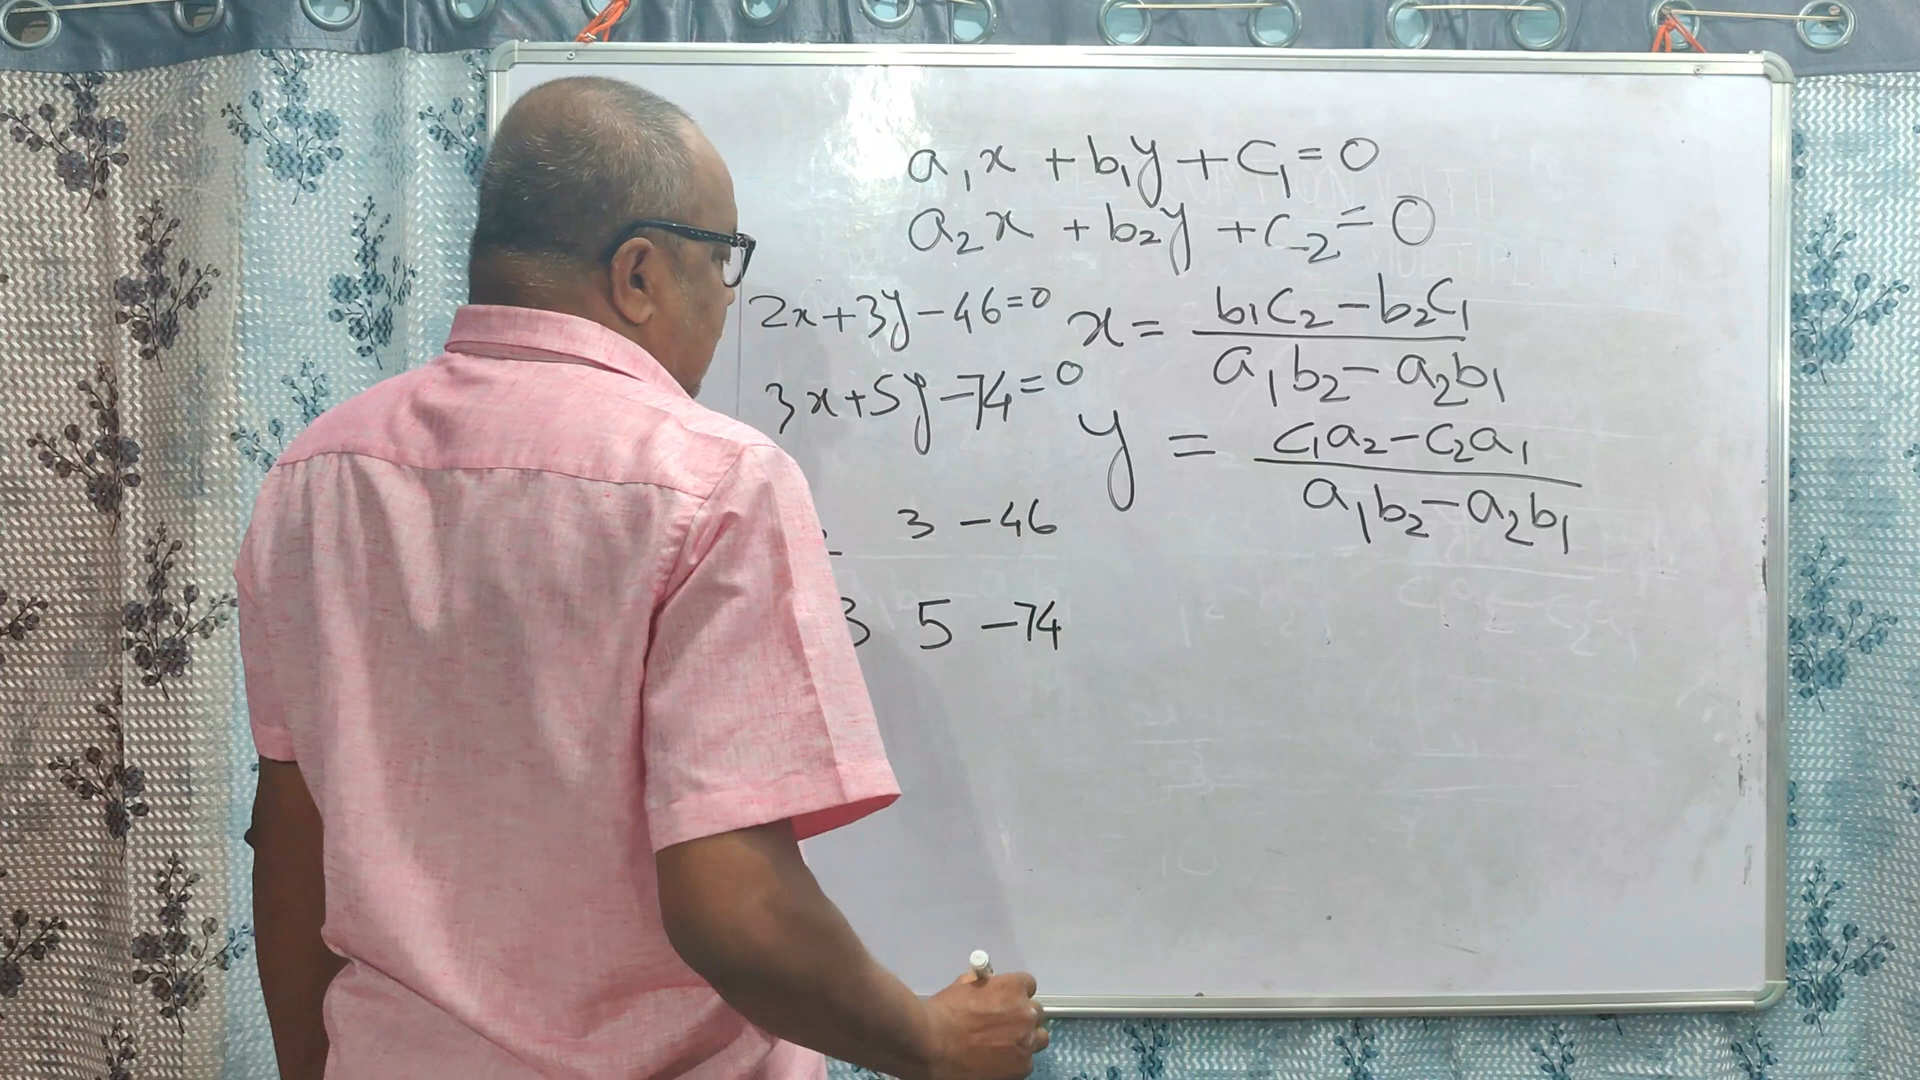 a₁x + b₁y + c₁ = 0
a₂x + b₂y + c₂ = 0
2x+3y-46=0
3x+5y-74=0
x = (b₁c₂ - b₂c₁) / (a₁b₂ - a₂b₁)
y = (c₁a₂ - c₂a₁) / (a₁b₂ - a₂b₁)
3 -46
3 5 -74